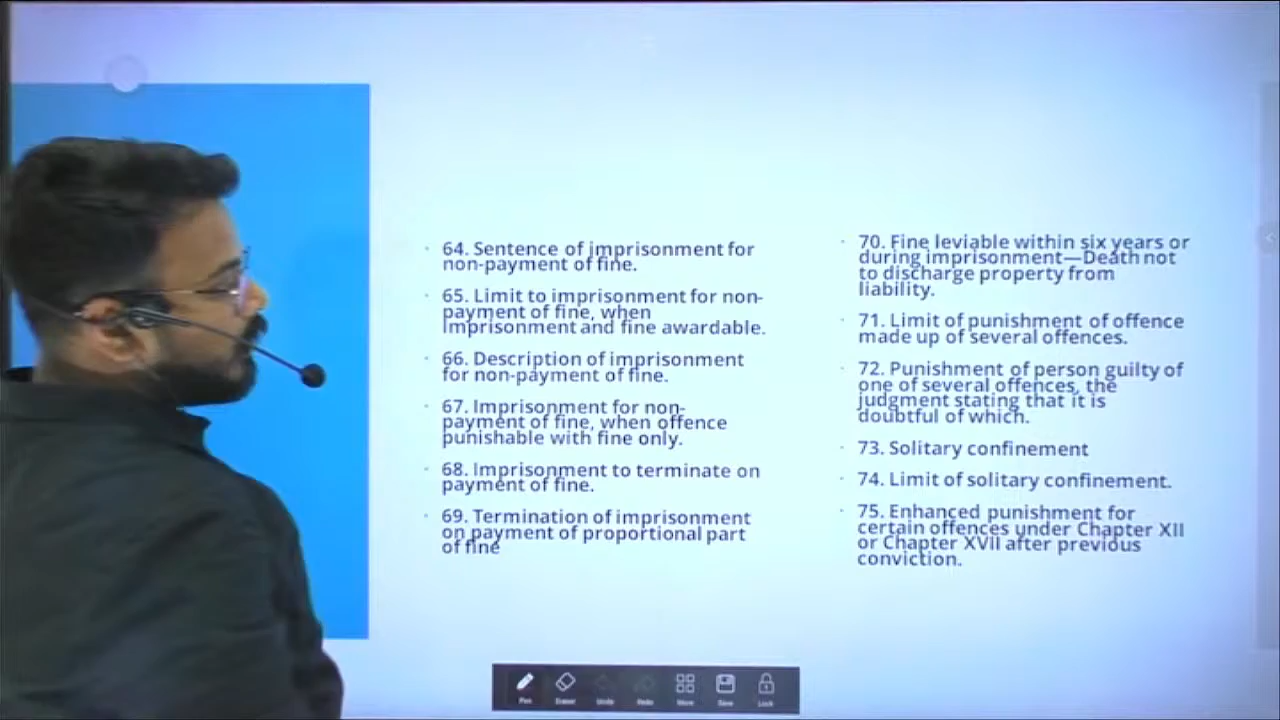 64. Sentence of imprisonment for
non-payment of fine.
65. Limit to imprisonment for non-
payment of fine, when
imprisonment and fine awardable.
66. Description of imprisonment
for non-payment of fine.
67. Imprisonment for non-
payment of fine, when offence
punishable with fine only.
68. Imprisonment to terminate on
payment of fine.
69. Termination of imprisonment
on payment of proportional part
of fine
70. Fine leviable within six years or
during imprisonment—Death not
to discharge property from
liability.
71. Limit of punishment of offence
made up of several offences.
72. Punishment of person guilty of
one of several offences, the
judgment stating that it is
doubtful of which.
73. Solitary confinement
74. Limit of solitary confinement.
75. Enhanced punishment for
certain offences under Chapter XII
or Chapter XVII after previous
conviction.
Pen Eraser Undo Redo More Save Lock